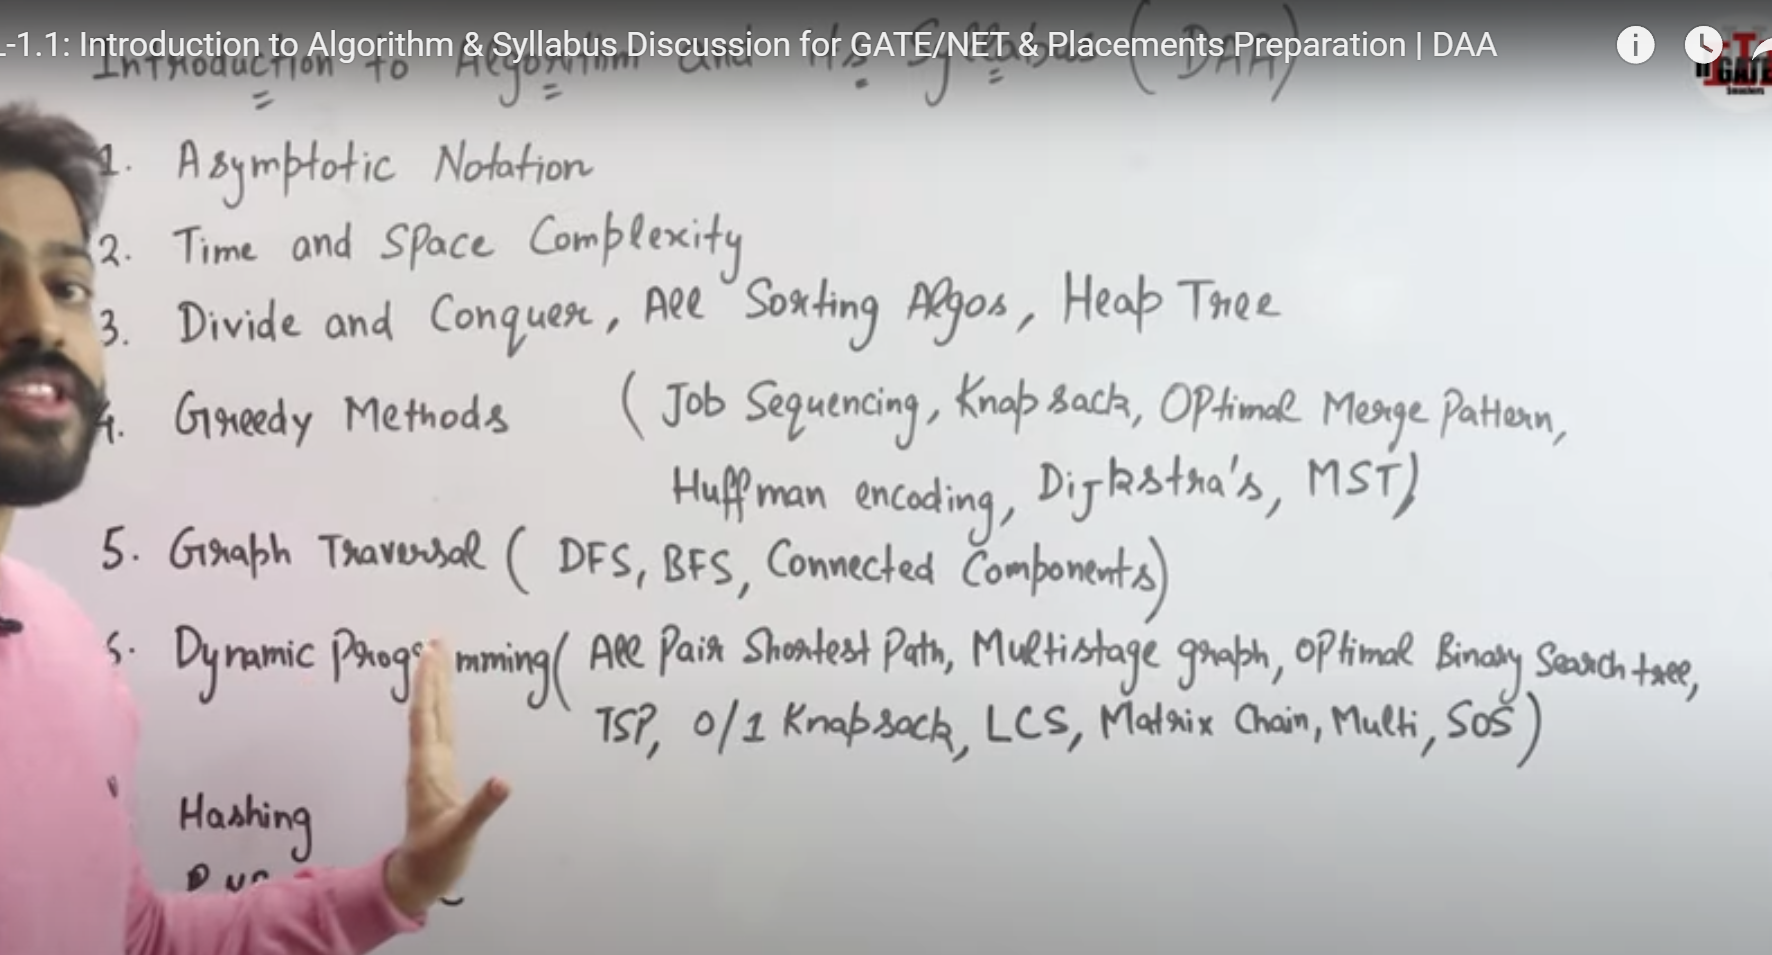 L-1.1: Introduction to Algorithm & Syllabus Discussion for GATE/NET & Placements Preparation | DAA
Introduction to Algorithm and its Syllabus (DAA)
GATE
Smashers
1. Asymptotic Notation
2. Time and Space Complexity
3. Divide and Conquer, All Sorting Algos, Heap Tree
4. Greedy Methods (Job Sequencing, Knapsack, Optimal Merge Pattern,
Huffman encoding, Dijkstra's, MST)
5. Graph Traversal (DFS, BFS, Connected Components)
6. Dynamic Programming (All Pair Shortest Path, Multistage graph, Optimal Binary Search tree,
TSP, 0/1 Knapsack, LCS, Matrix Chain, Multi, SoS)
Hashing